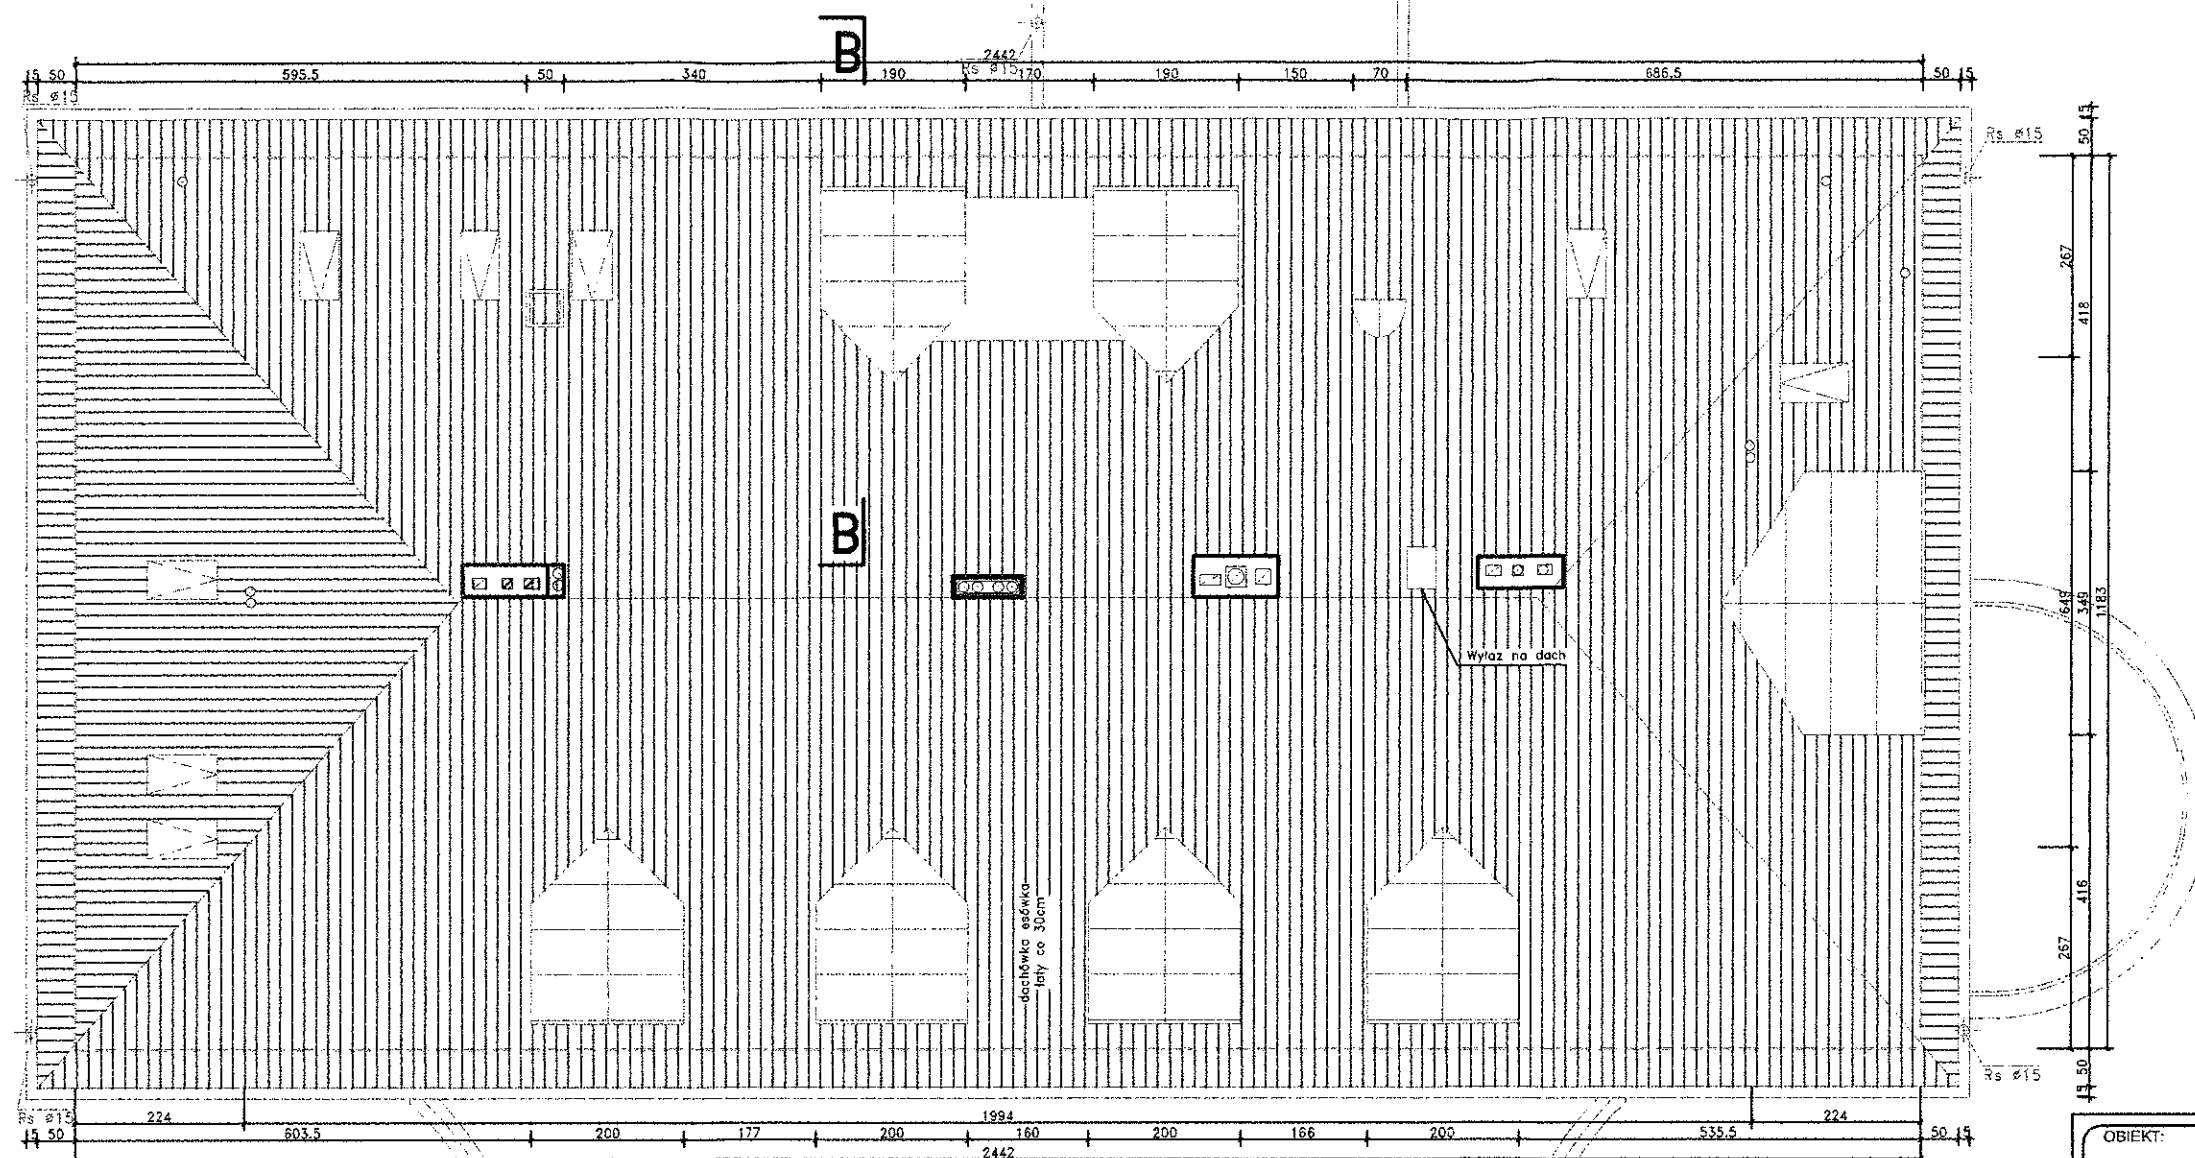 B
2442
15 50 595.5 50 340 190 Rs ø15 170 190 150 70 686.5 50 15
Rs ø15
Rs ø15
50 15
267
418
B
649
349
1183
Wyłaz na dach
dachówka esówka
łaty co 30cm
416
267
15 50
Rs ø15
Rs ø15 224 1994 224
15 50 603.5 200 177 200 160 200 166 200 535.5 50 15
2442
OBIEKT: